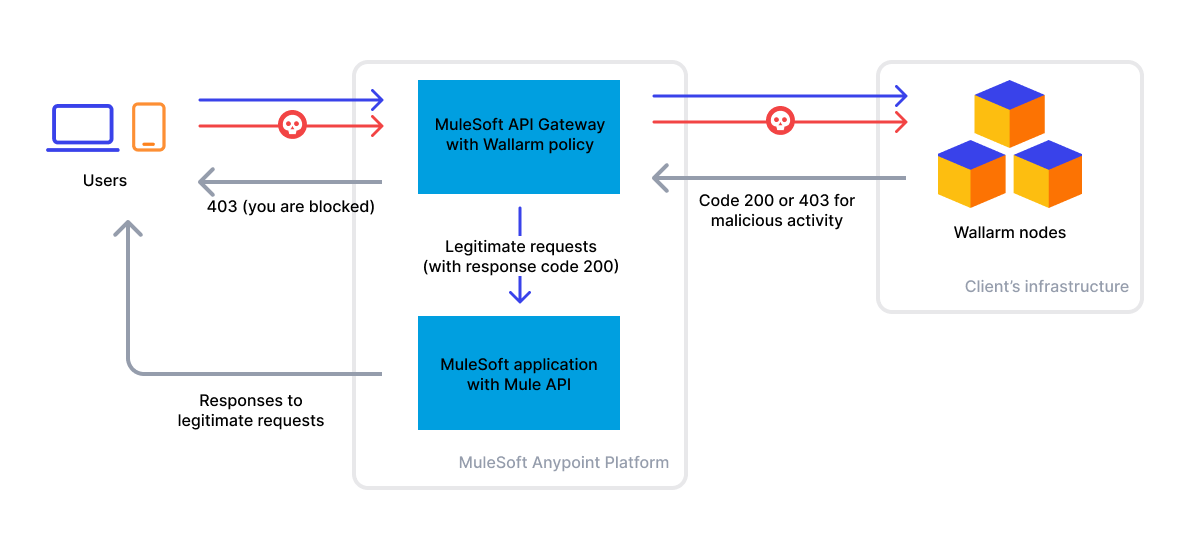 MuleSoft API Gateway
with Wallarm policy
Users
403 (you are blocked)
Code 200 or 403 for
malicious activity
Wallarm nodes
Legitimate requests
(with response code 200)
Client’s infrastructure
MuleSoft application
with Mule API
Responses to
legitimate requests
MuleSoft Anypoint Platform